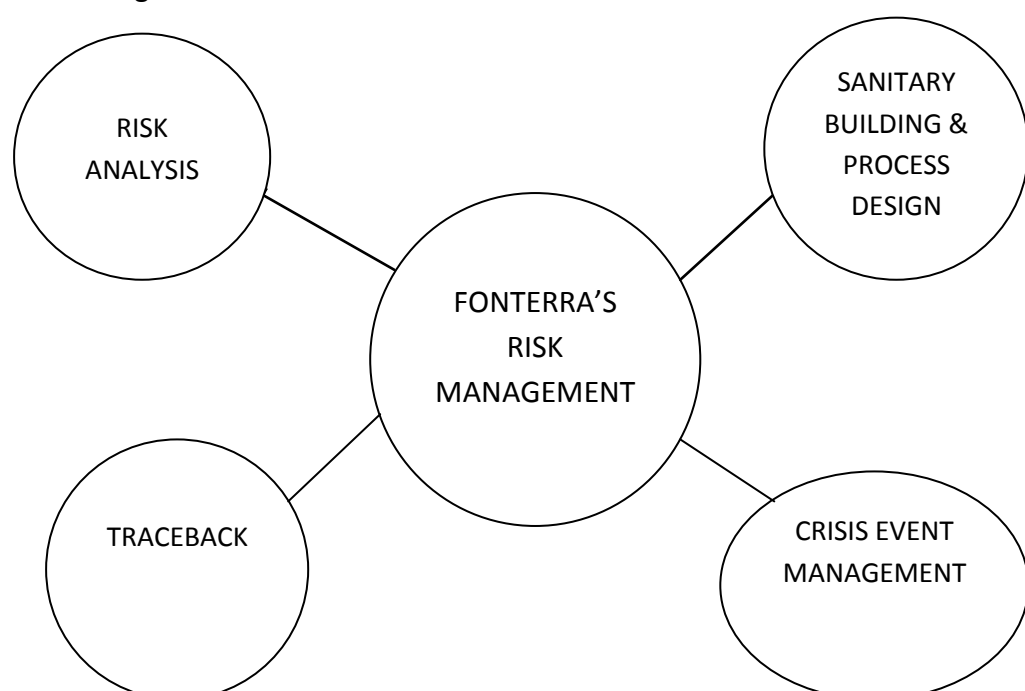 RISK
ANALYSIS
SANITARY
BUILDING &
PROCESS
DESIGN
FONTERRA’S
RISK
MANAGEMENT
TRACEBACK
CRISIS EVENT
MANAGEMENT